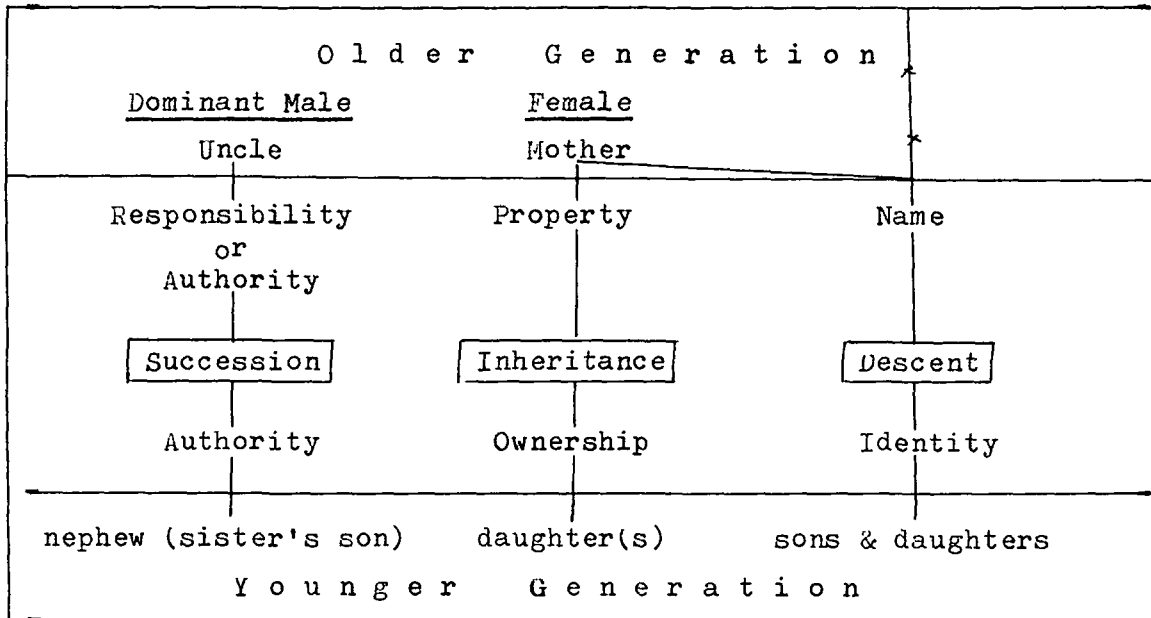 Older Generation
Dominant Male Female
Uncle Mother
Responsibility Property Name
or
Authority
Succession Inheritance Descent
Authority Ownership Identity
nephew (sister's son) daughter(s) sons & daughters
Younger Generation